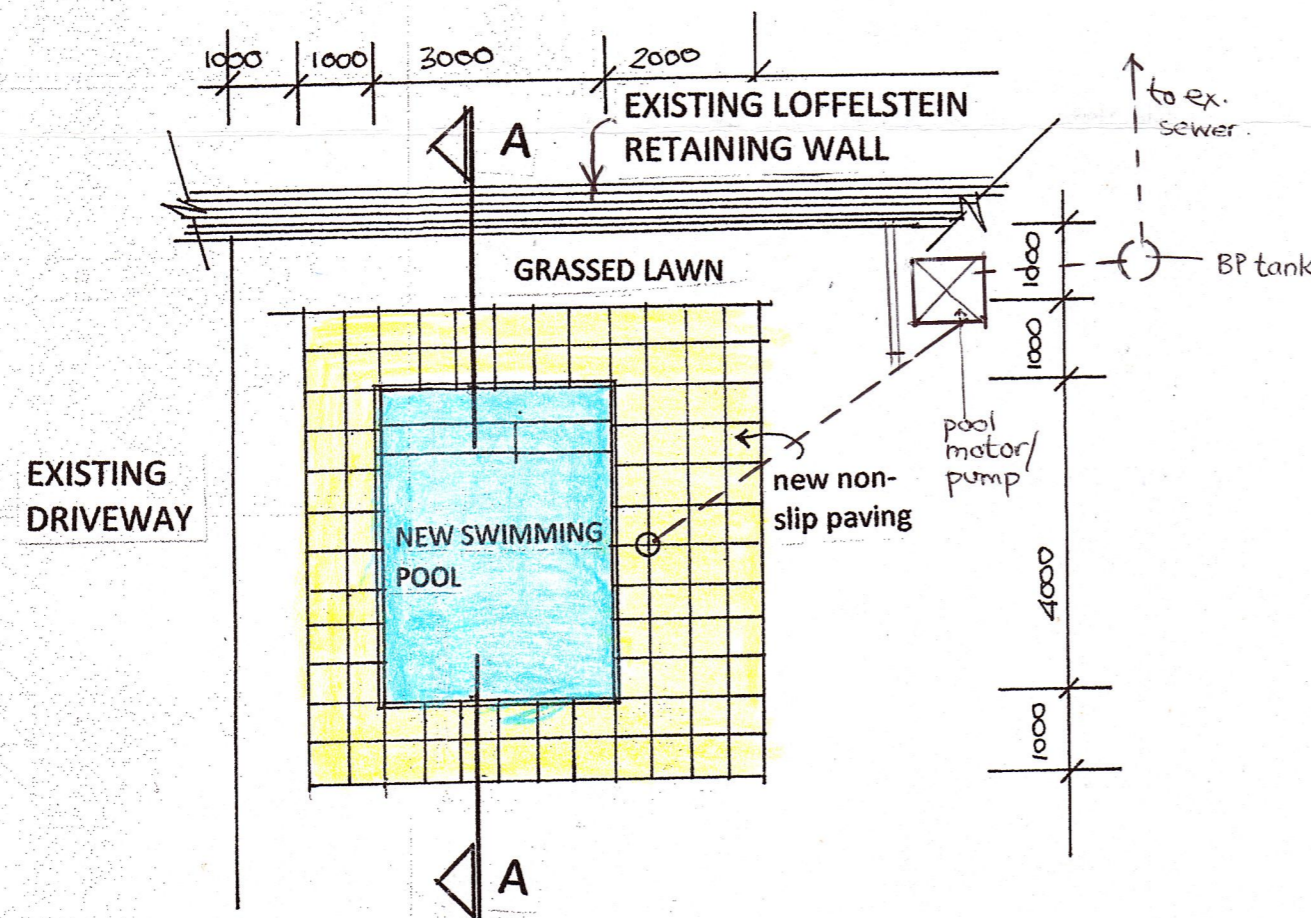 1000 1000 3000 2000
to ex.
sewer.
EXISTING LOFFELSTEIN
RETAINING WALL
A
GRASSED LAWN
1000
BP tank
1000
pool
motor/
pump
EXISTING
DRIVEWAY
new non-
slip paving
NEW SWIMMING
POOL
4000
1000
A